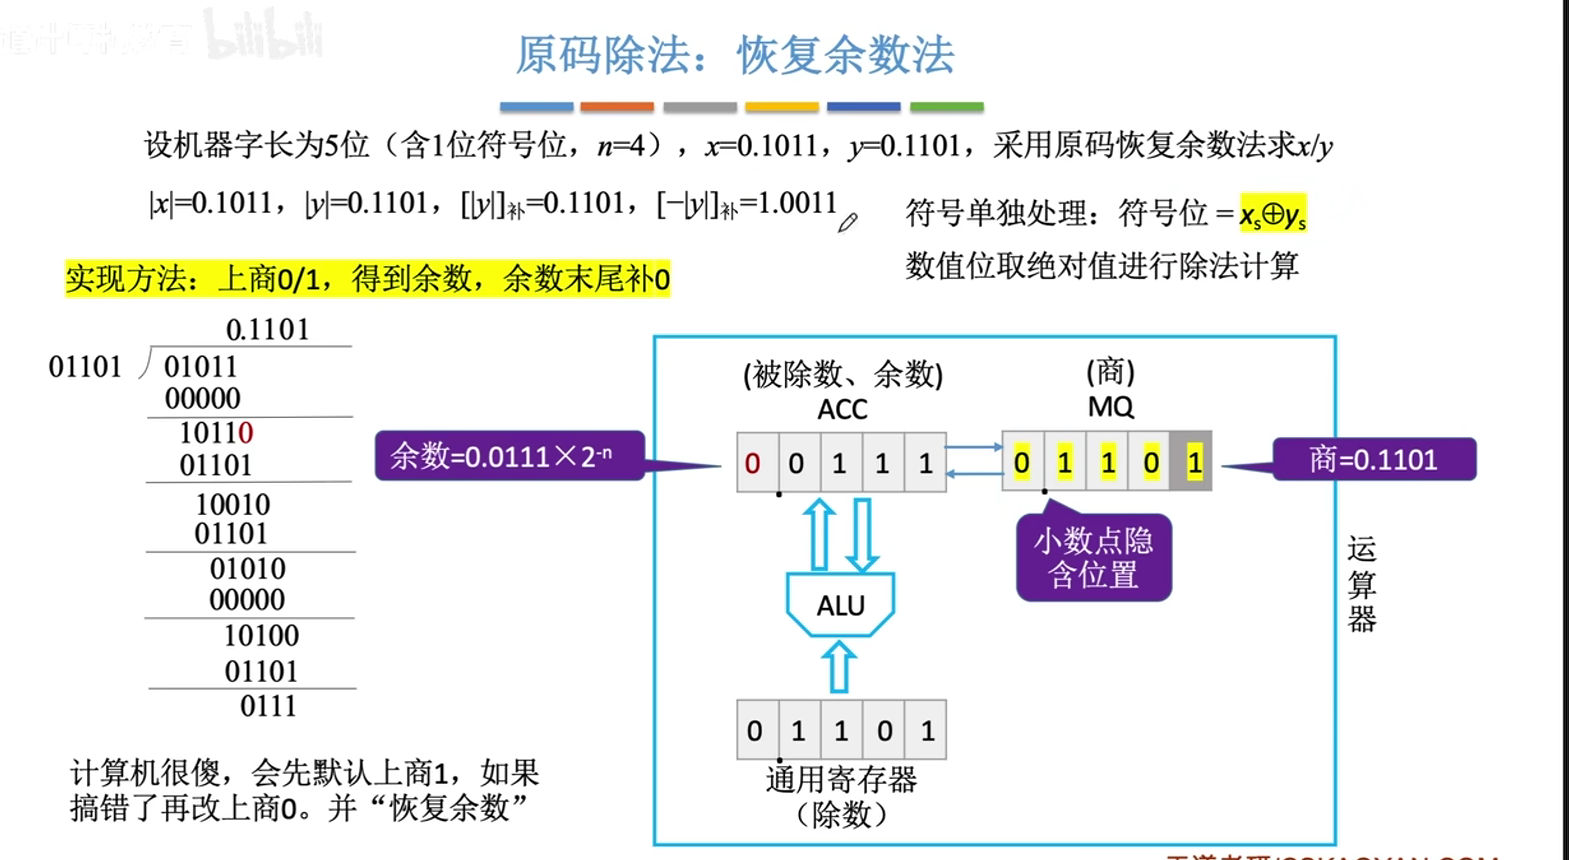 bilibili
原码除法：恢复余数法
设机器字长为5位（含1位符号位，n=4），x=0.1011，y=0.1101，采用原码恢复余数法求x/y
|x|=0.1011，|y|=0.1101，[|y|]补=0.1101，[−|y|]补=1.0011
符号单独处理：符号位 = xs⊕ys
数值位取绝对值进行除法计算
实现方法：上商0/1，得到余数，余数末尾补0
0.1101
01101 01011
00000
10110
01101
10010
01101
01010
00000
10100
01101
0111
计算机很傻，会先默认上商1，如果
搞错了再改上商0。并“恢复余数”
(被除数、余数)
ACC
(商)
MQ
余数=0.0111×2-n
0 0 1 1 1
0 1 1 0 1
商=0.1101
小数点隐
含位置
ALU
0 1 1 0 1
通用寄存器
（除数）
运
算
器